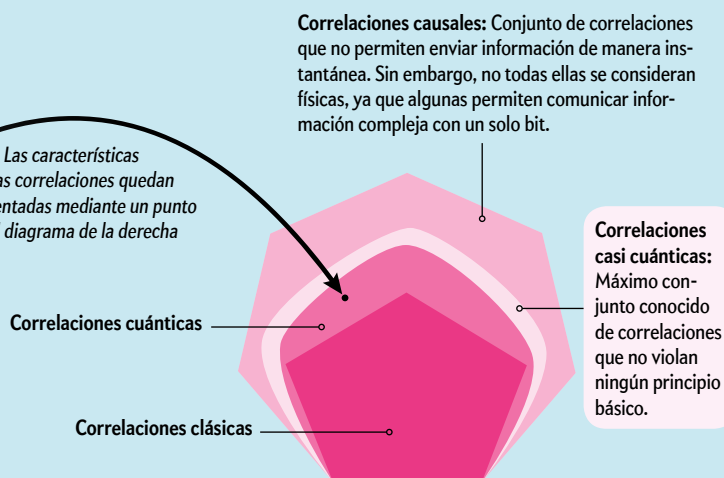 Correlaciones causales: Conjunto de correlaciones
que no permiten enviar información de manera ins-
tantánea. Sin embargo, no todas ellas se consideran
físicas, ya que algunas permiten comunicar infor-
mación compleja con un solo bit.
Las características
as correlaciones quedan
entadas mediante un punto
diagrama de la derecha
Correlaciones
casi cuánticas:
Máximo con-
junto conocido
de correlaciones
que no violan
ningún principio
básico.
Correlaciones cuánticas
Correlaciones clásicas